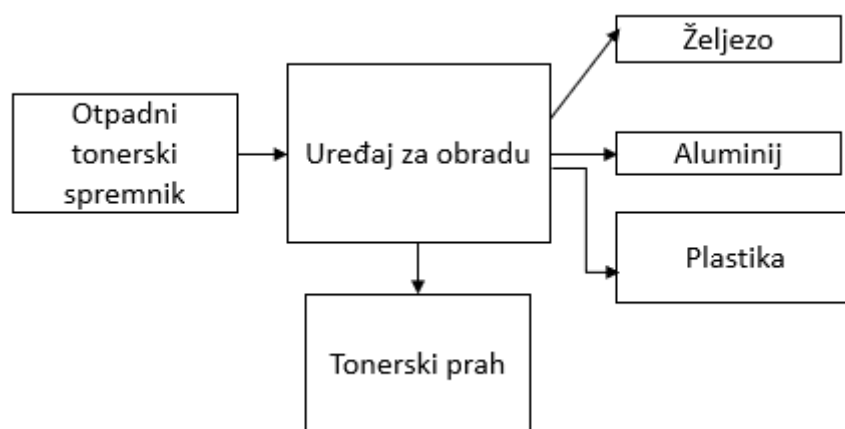 Željezo
Otpadni
tonerski
spremnik
Uređaj za obradu
Aluminij
Plastika
Tonerski prah